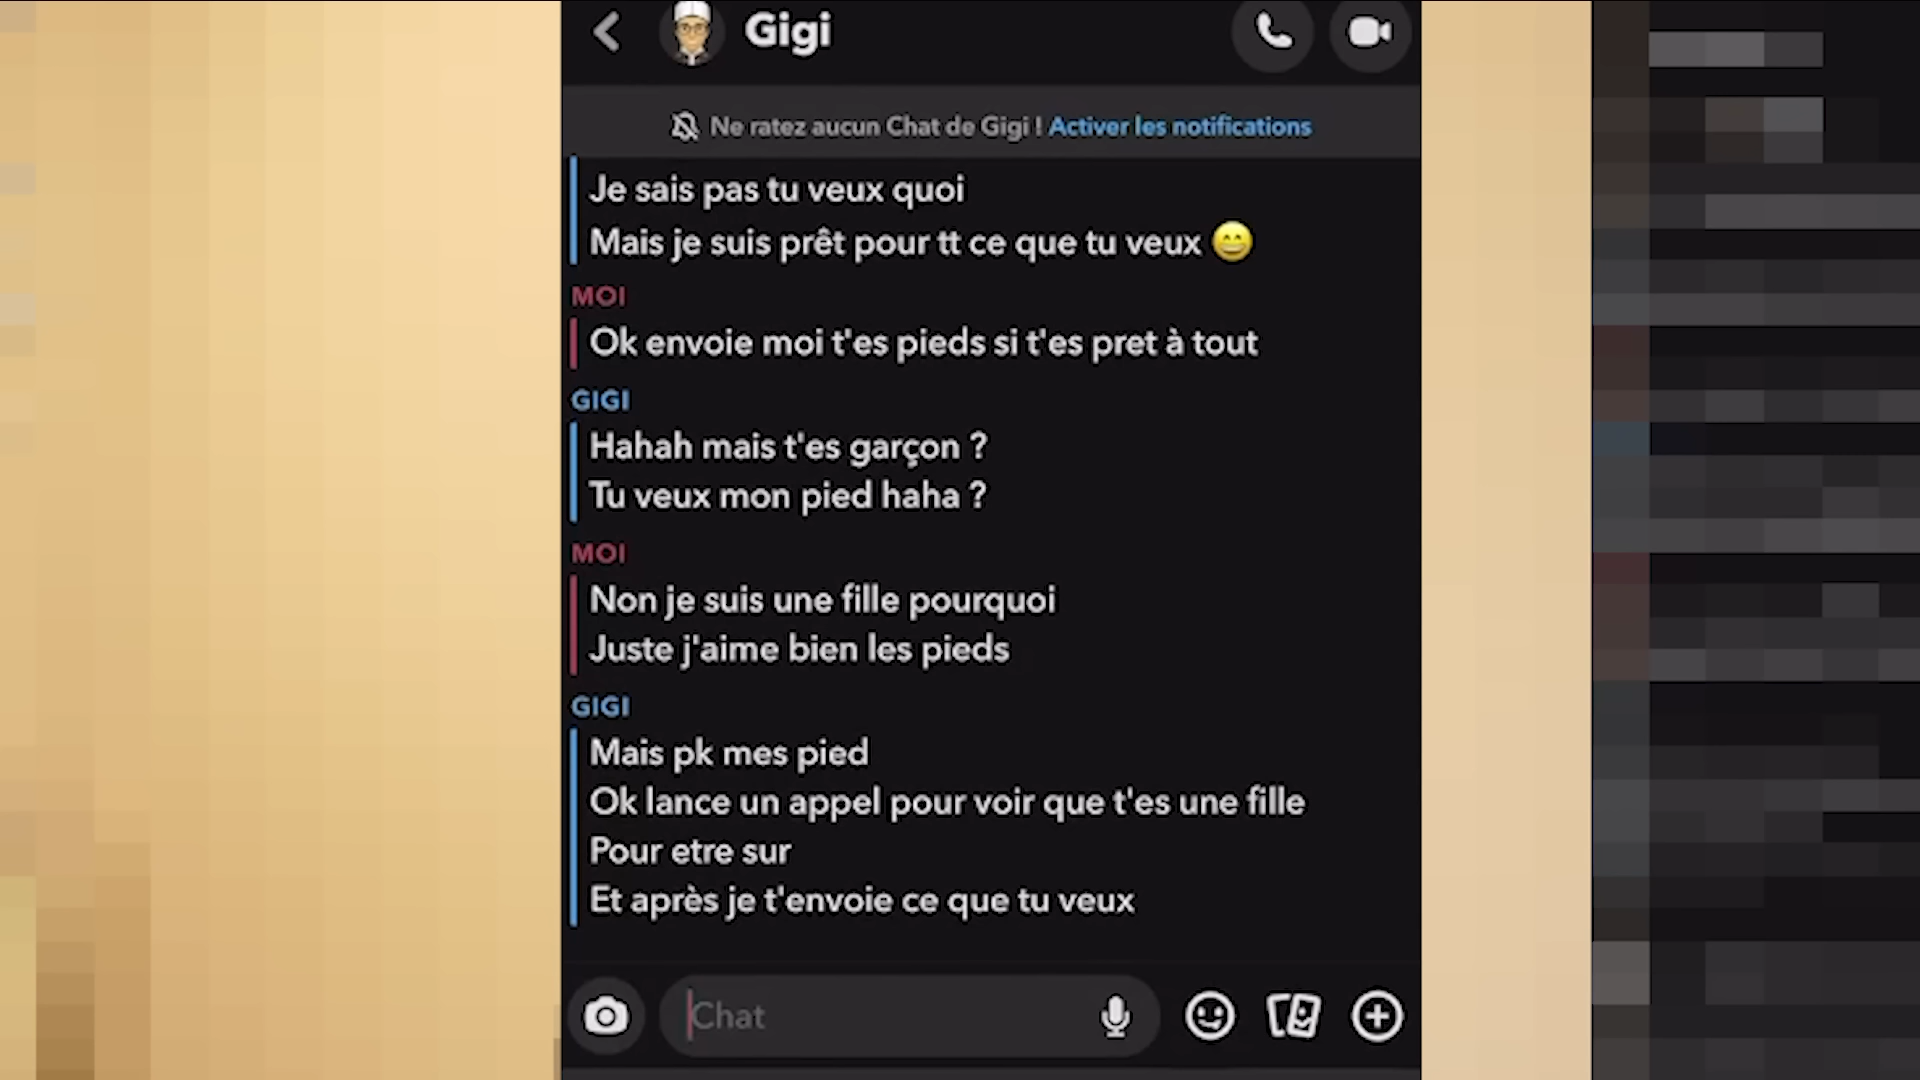 Gigi
Ne ratez aucun Chat de Gigi ! Activer les notifications
Je sais pas tu veux quoi
Mais je suis prêt pour tt ce que tu veux 😄
MOI
Ok envoie moi t'es pieds si t'es pret à tout
GIGI
Hahah mais t'es garçon ?
Tu veux mon pied haha ?
MOI
Non je suis une fille pourquoi
Juste j'aime bien les pieds
GIGI
Mais pk mes pied
Ok lance un appel pour voir que t'es une fille
Pour etre sur
Et après je t'envoie ce que tu veux
Chat